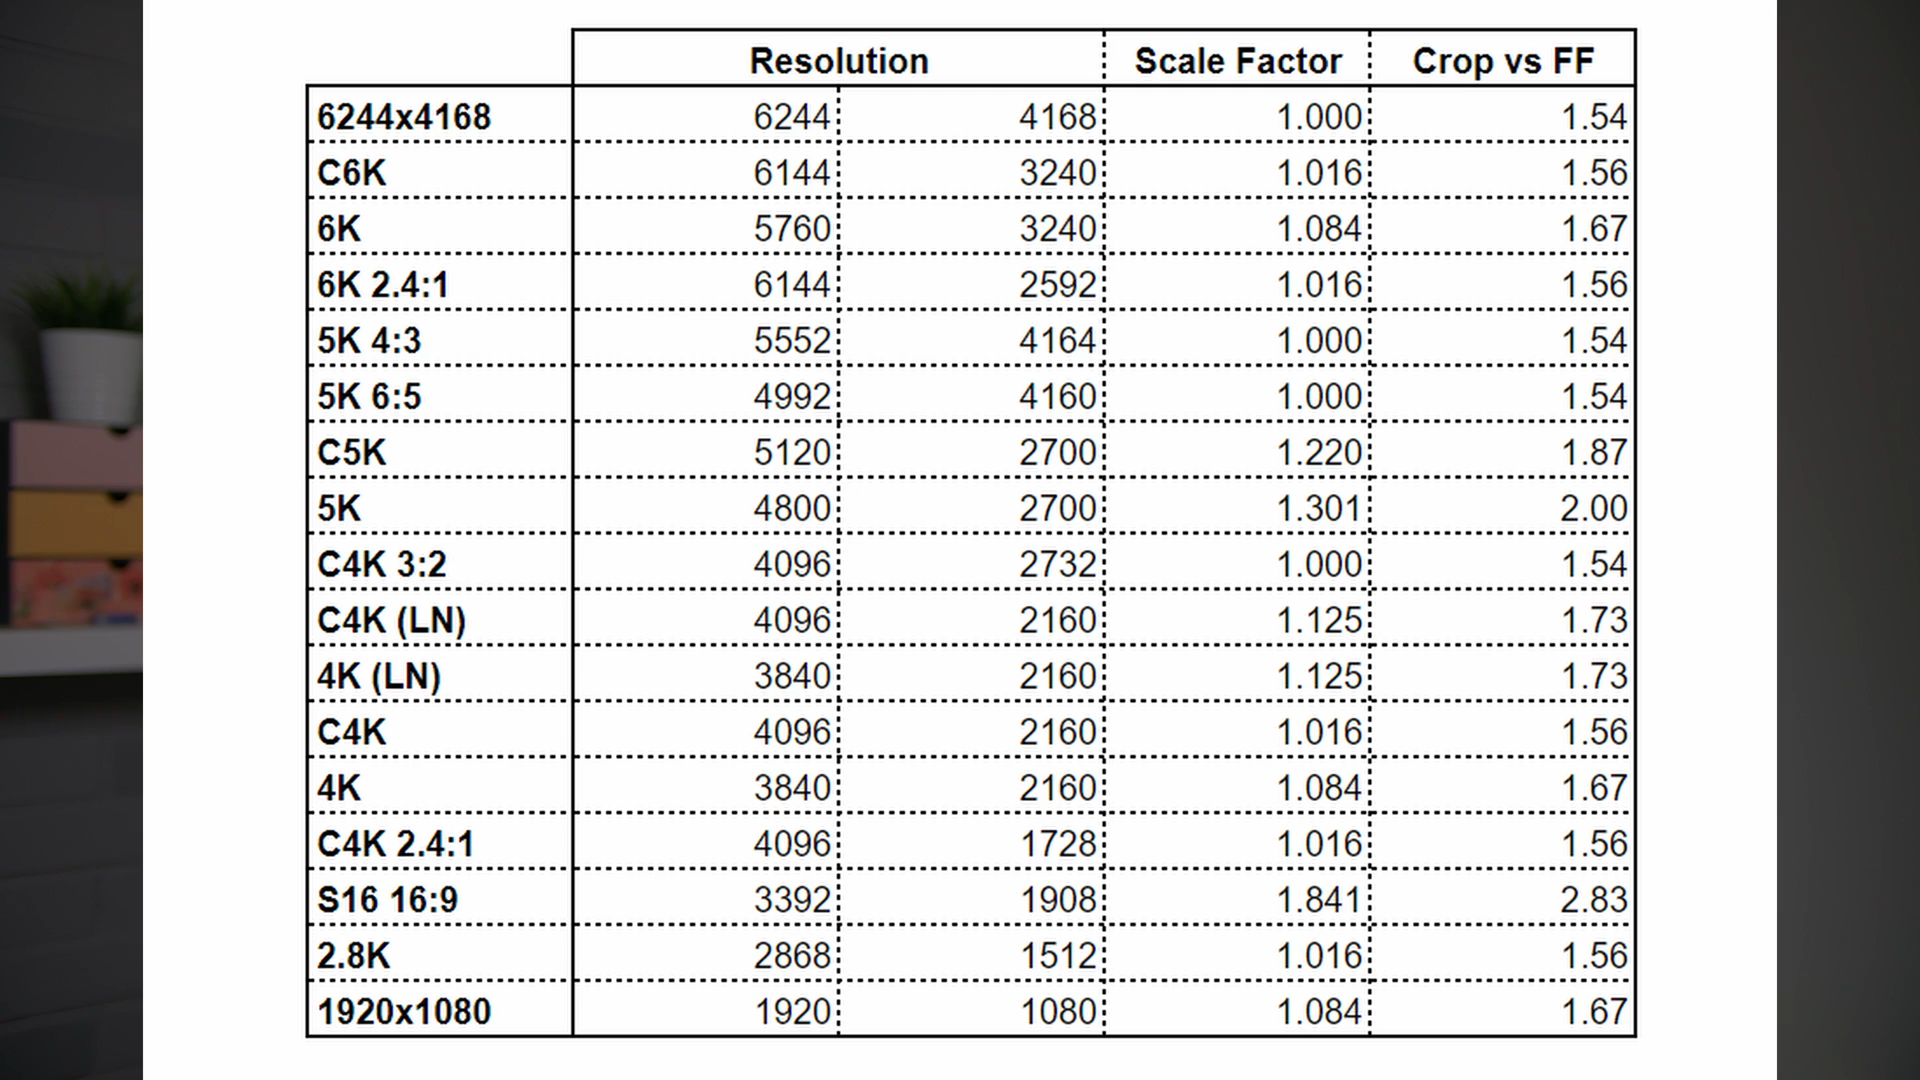 Resolution Scale Factor Crop vs FF
6244x4168 6244 4168 1.000 1.54
C6K 6144 3240 1.016 1.56
6K 5760 3240 1.084 1.67
6K 2.4:1 6144 2592 1.016 1.56
5K 4:3 5552 4164 1.000 1.54
5K 6:5 4992 4160 1.000 1.54
C5K 5120 2700 1.220 1.87
5K 4800 2700 1.301 2.00
C4K 3:2 4096 2732 1.000 1.54
C4K (LN) 4096 2160 1.125 1.73
4K (LN) 3840 2160 1.125 1.73
C4K 4096 2160 1.016 1.56
4K 3840 2160 1.084 1.67
C4K 2.4:1 4096 1728 1.016 1.56
S16 16:9 3392 1908 1.841 2.83
2.8K 2868 1512 1.016 1.56
1920x1080 1920 1080 1.084 1.67